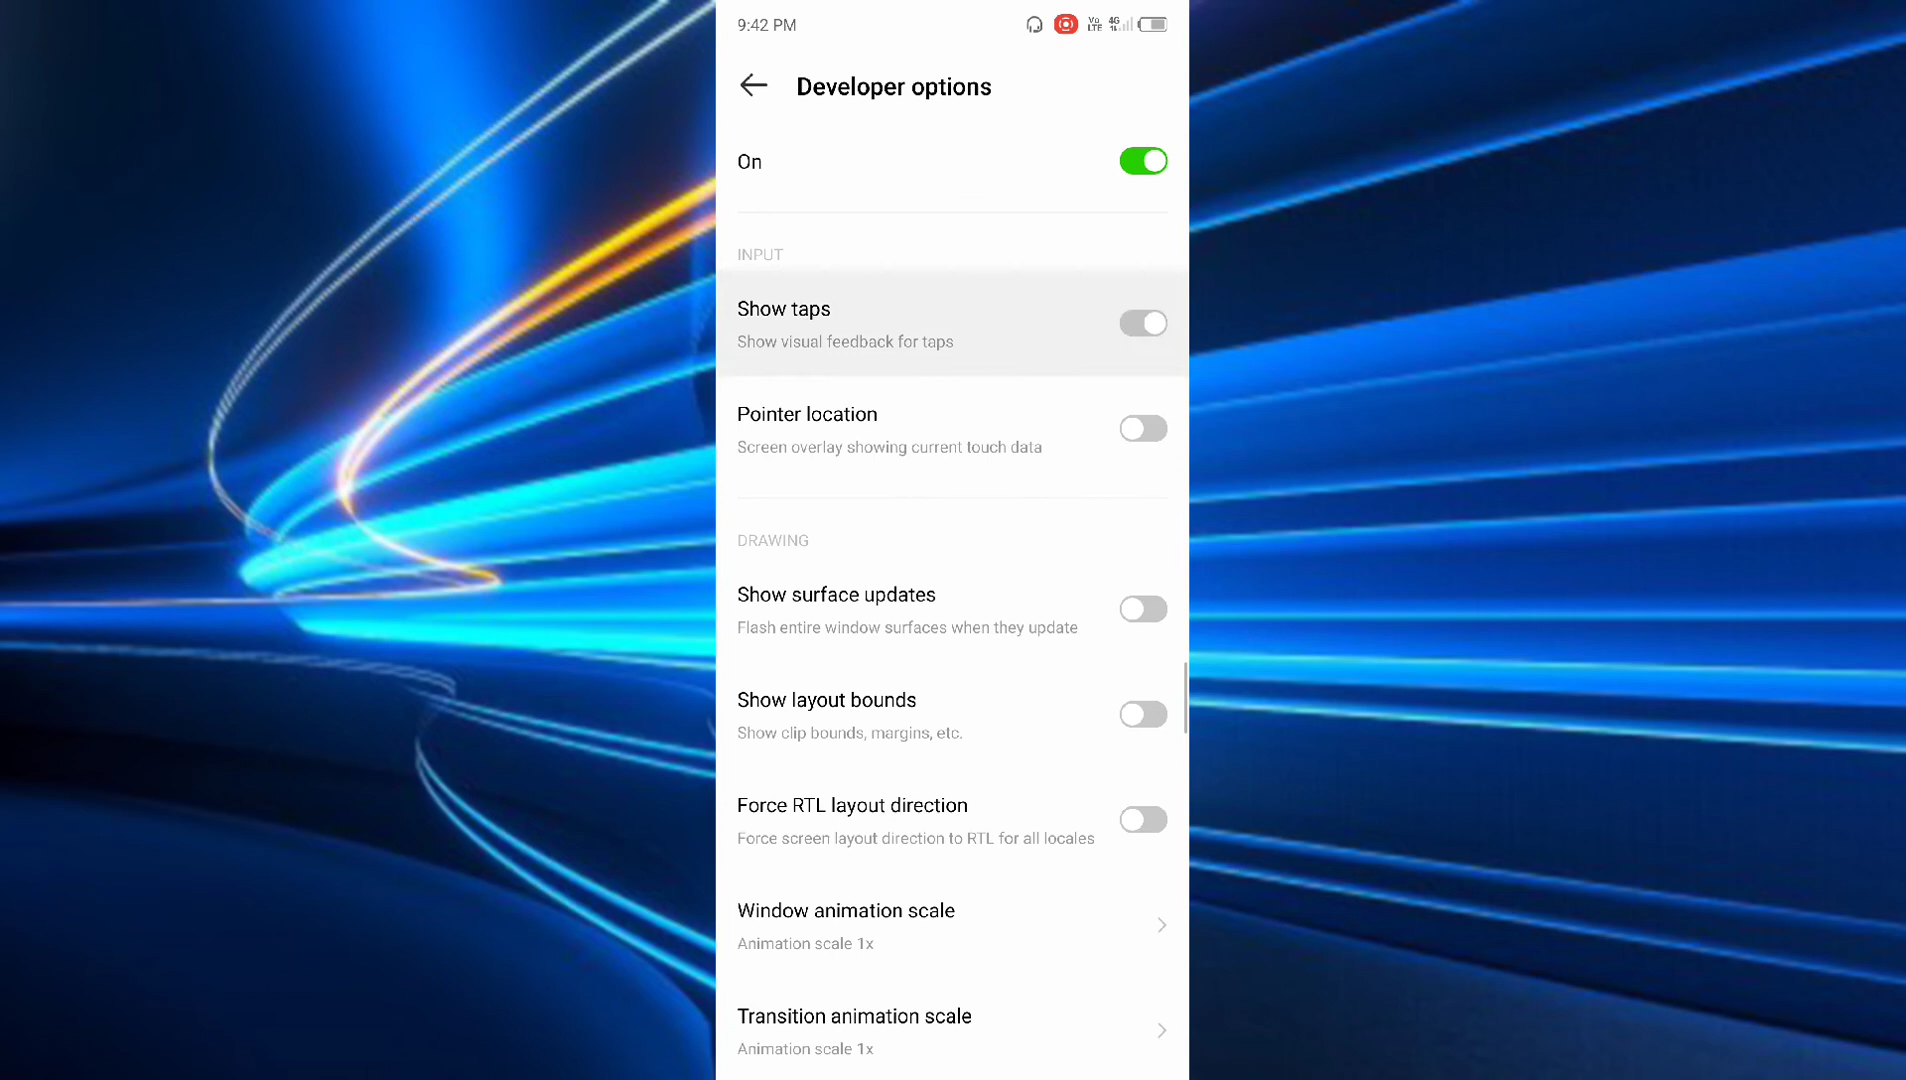 9:42 PM
Vo
LTE
4G
Developer options
On
INPUT
Show taps
Show visual feedback for taps
Pointer location
Screen overlay showing current touch data
DRAWING
Show surface updates
Flash entire window surfaces when they update
Show layout bounds
Show clip bounds, margins, etc.
Force RTL layout direction
Force screen layout direction to RTL for all locales
Window animation scale
Animation scale 1x
Transition animation scale
Animation scale 1x